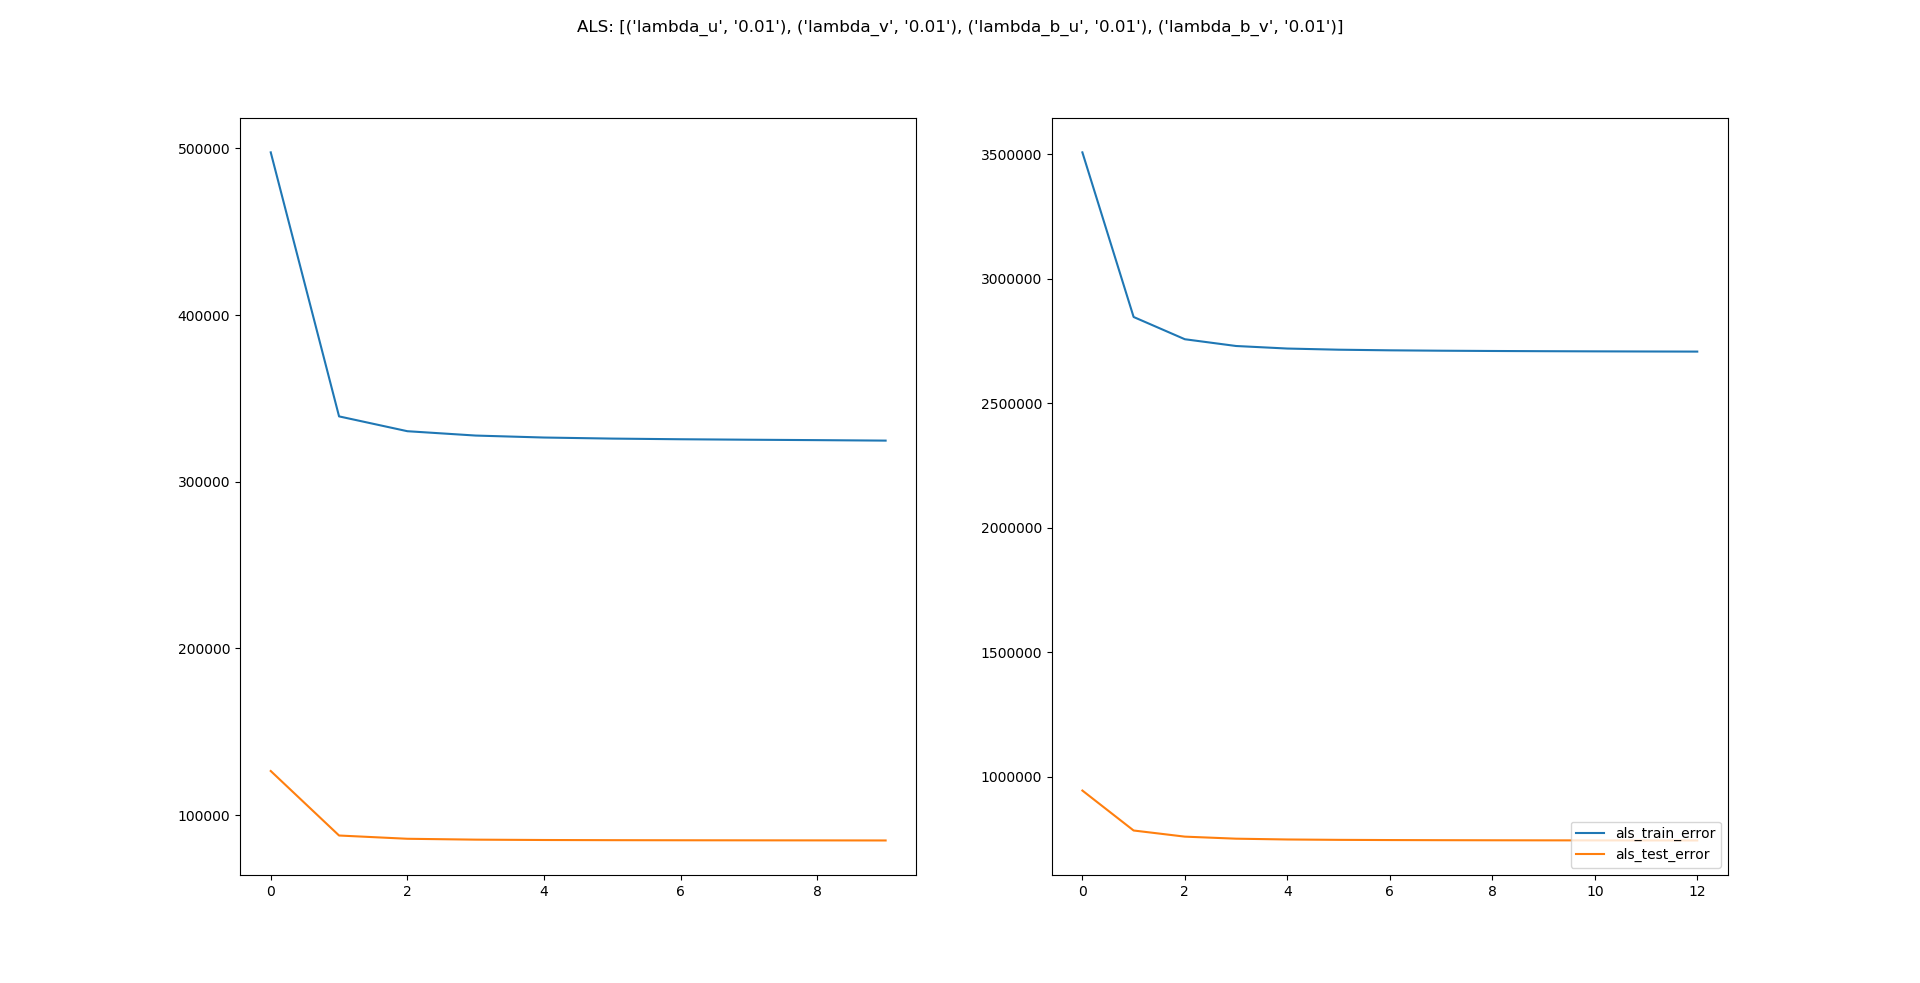 ALS: [('lambda_u', '0.01'), ('lambda_v', '0.01'), ('lambda_b_u', '0.01'), ('lambda_b_v', '0.01')]
500000
400000
300000
200000
100000
0 2 4 6 8
3500000
3000000
2500000
2000000
1500000
1000000
als_train_error
als_test_error
0 2 4 6 8 10 12